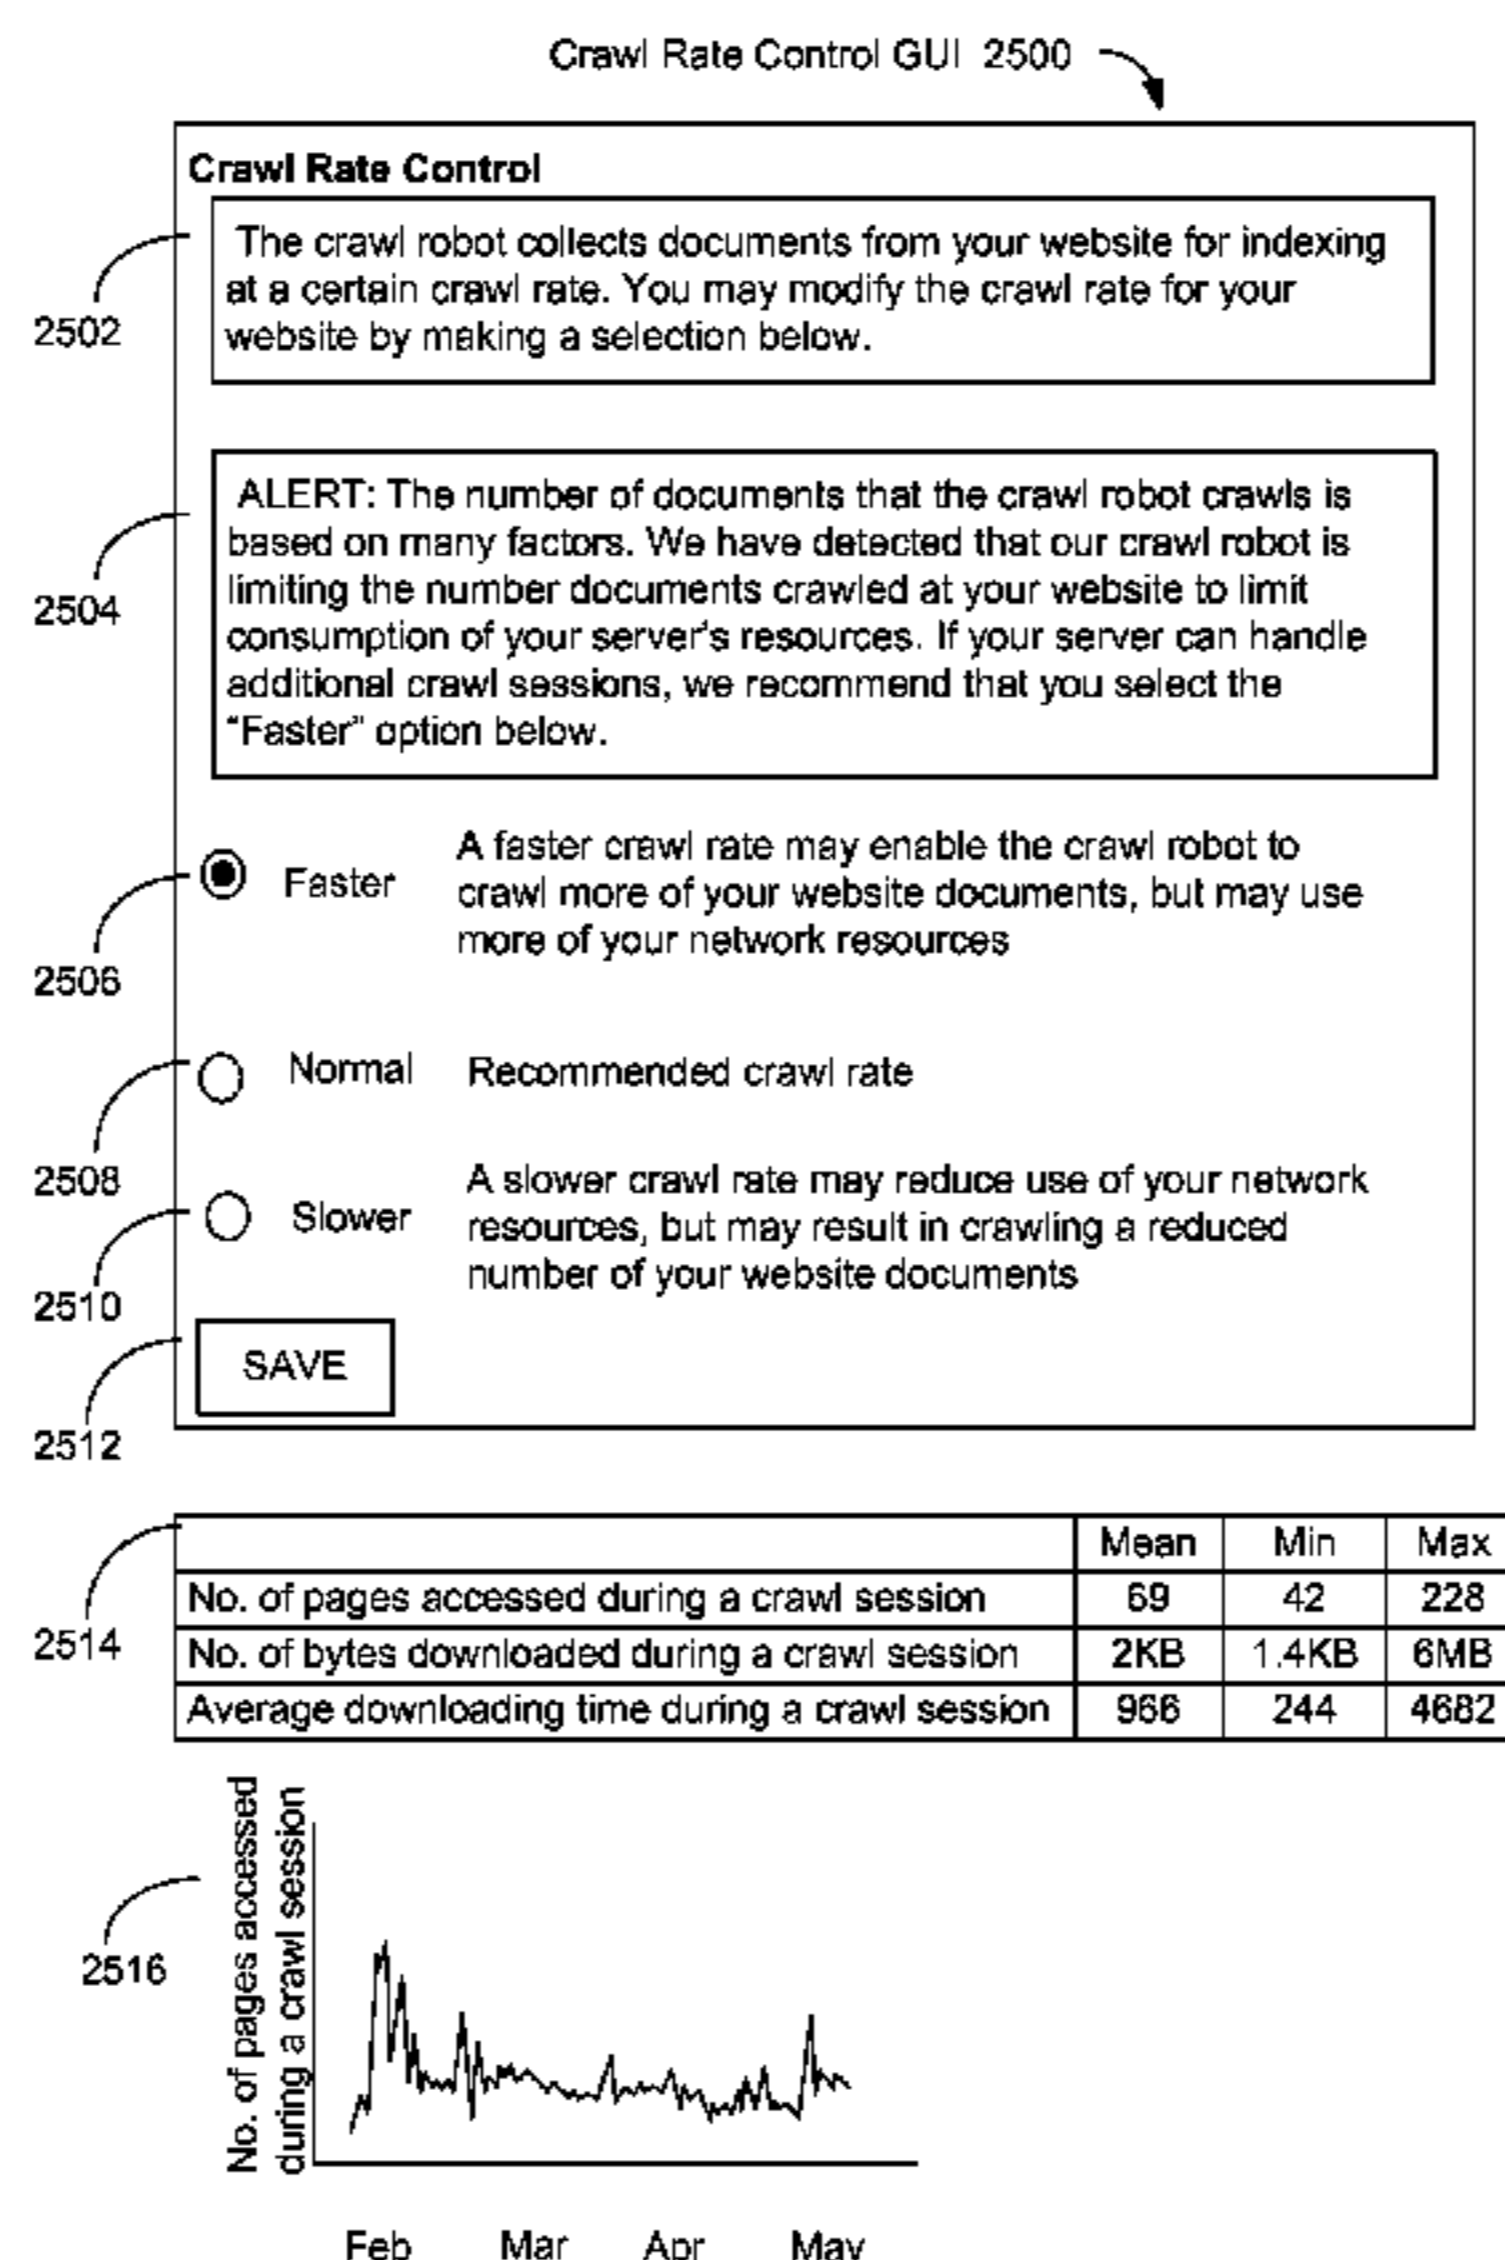 Crawl Rate Control GUI 2500
Crawl Rate Control
The crawl robot collects documents from your website for indexing
at a certain crawl rate. You may modify the crawl rate for your
website by making a selection below.
2502
ALERT: The number of documents that the crawl robot crawls is
based on many factors. We have detected that our crawl robot is
limiting the number documents crawled at your website to limit
consumption of your server's resources. If your server can handle
additional crawl sessions, we recommend that you select the
"Faster" option below.
2504
Faster
A faster crawl rate may enable the crawl robot to
crawl more of your website documents, but may use
more of your network resources
2506
Normal
Recommended crawl rate
2508
Slower
A slower crawl rate may reduce use of your network
resources, but may result in crawling a reduced
number of your website documents
2510
SAVE
2512
Mean Min Max
No. of pages accessed during a crawl session 69 42 228
No. of bytes downloaded during a crawl session 2KB 1.4KB 6MB
Average downloading time during a crawl session 966 244 4682
2514
No. of pages accessed
during a crawl session
2516
Feb Mar Apr May